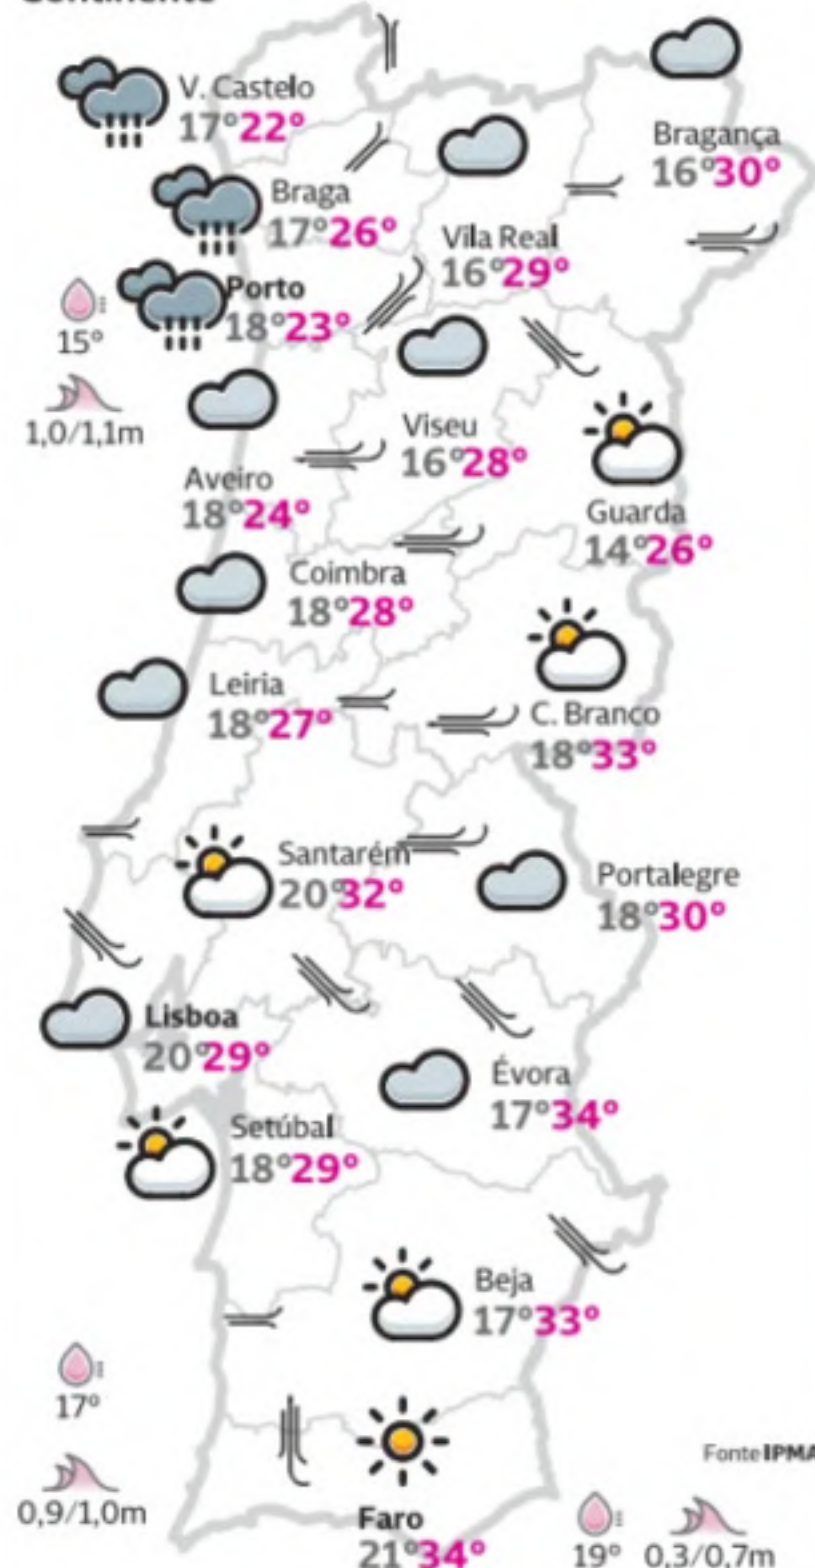 Continente
V. Castelo
17° 22°
Bragança
16° 30°
Braga
17° 26°
Vila Real
16° 29°
Porto
18° 23°
15°
1,0/1,1m
Viseu
16° 28°
Aveiro
18° 24°
Guarda
14° 26°
Coimbra
18° 28°
Leiria
18° 27°
C. Branco
18° 33°
Santarém
20° 32°
Portalegre
18° 30°
Lisboa
20° 29°
Évora
17° 34°
Setúbal
18° 29°
Beja
17° 33°
17°
0,9/1,0m
Fonte IPMA
Faro
21° 34°
19°
0,3/0,7m